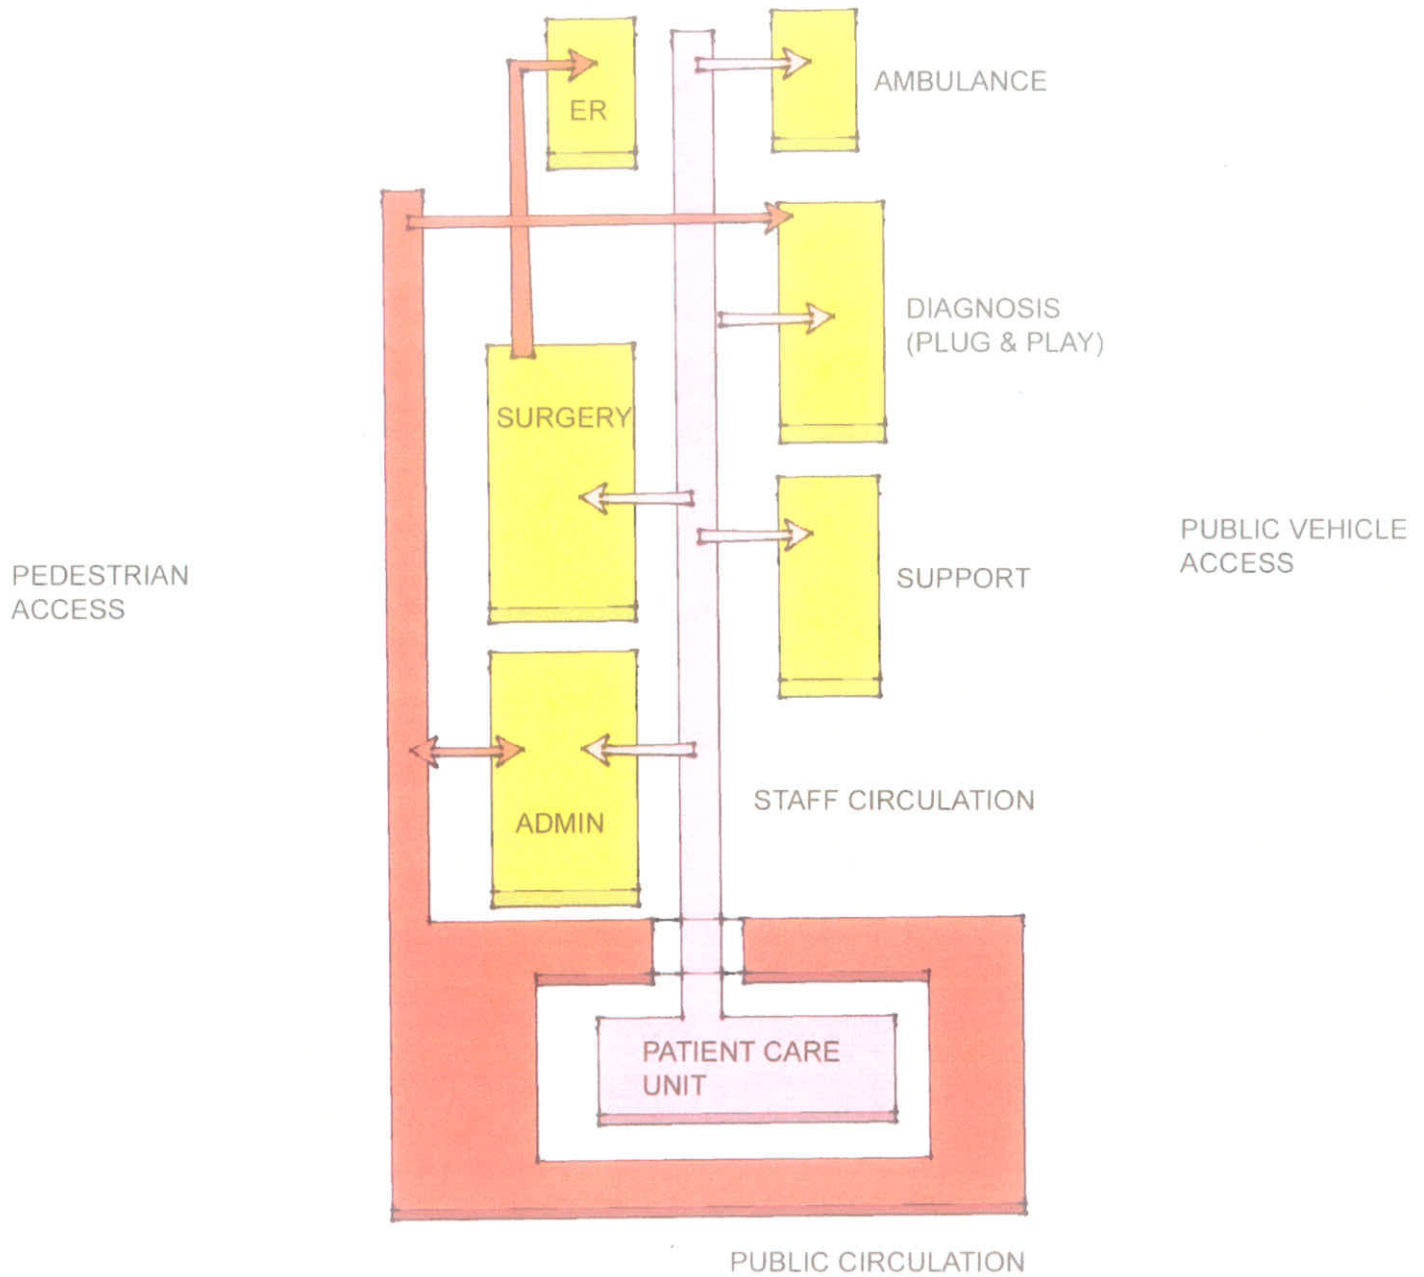 ER
AMBULANCE
DIAGNOSIS
(PLUG & PLAY)
SURGERY
PUBLIC VEHICLE
ACCESS
PEDESTRIAN
ACCESS
SUPPORT
STAFF CIRCULATION
ADMIN
PATIENT CARE
UNIT
PUBLIC CIRCULATION